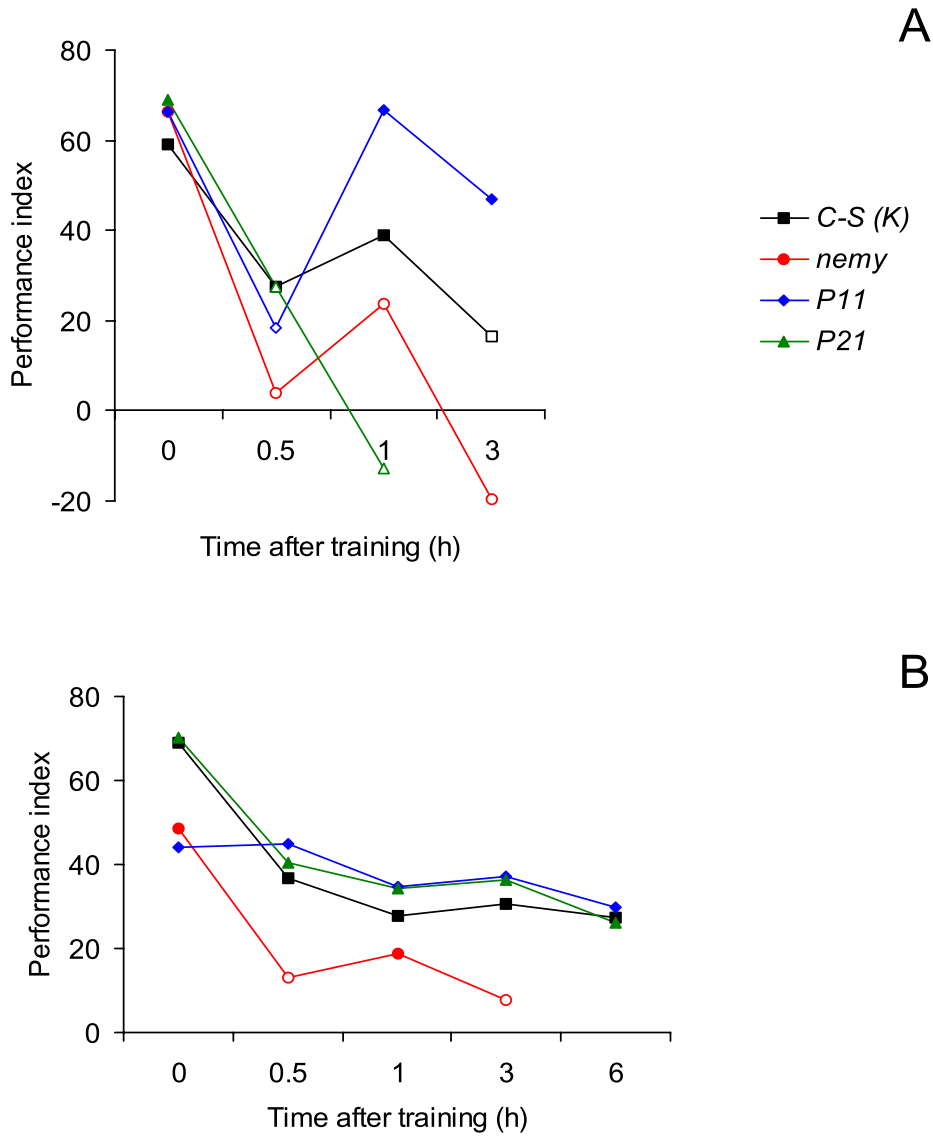 A
80
60
40
20
0
-20
Performance index
0 0.5 1 3
Time after training (h)
C-S (K)
nemy
P11
P21
B
80
60
40
20
0
Performance index
0 0.5 1 3 6
Time after training (h)